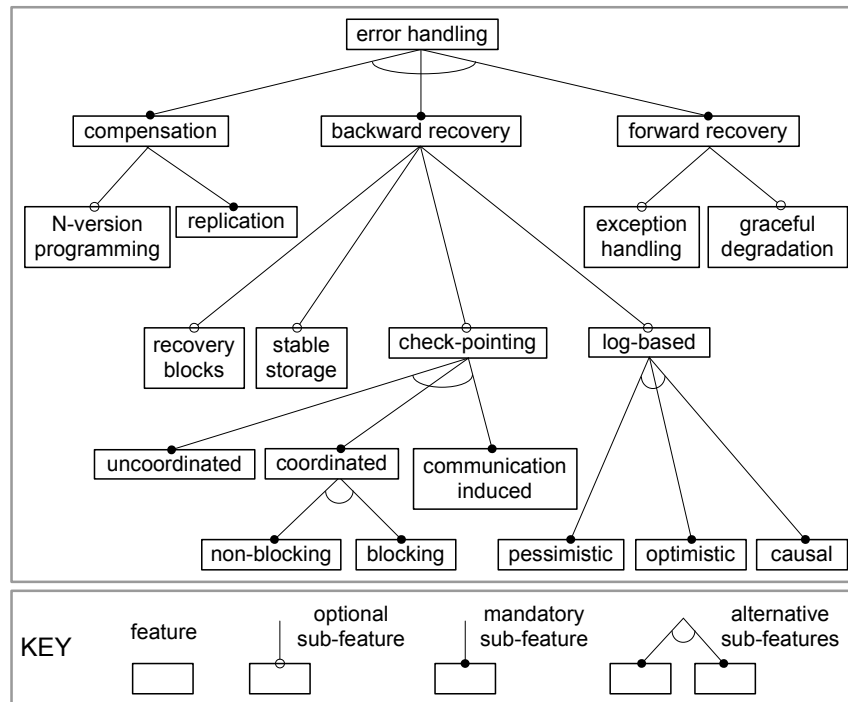 error handling
compensation
backward recovery
forward recovery
N-version
programming
replication
exception
handling
graceful
degradation
recovery
blocks
stable
storage
check-pointing
log-based
uncoordinated
coordinated
communication
induced
non-blocking
blocking
pessimistic
optimistic
causal
KEY
feature
optional
sub-feature
mandatory
sub-feature
alternative
sub-features